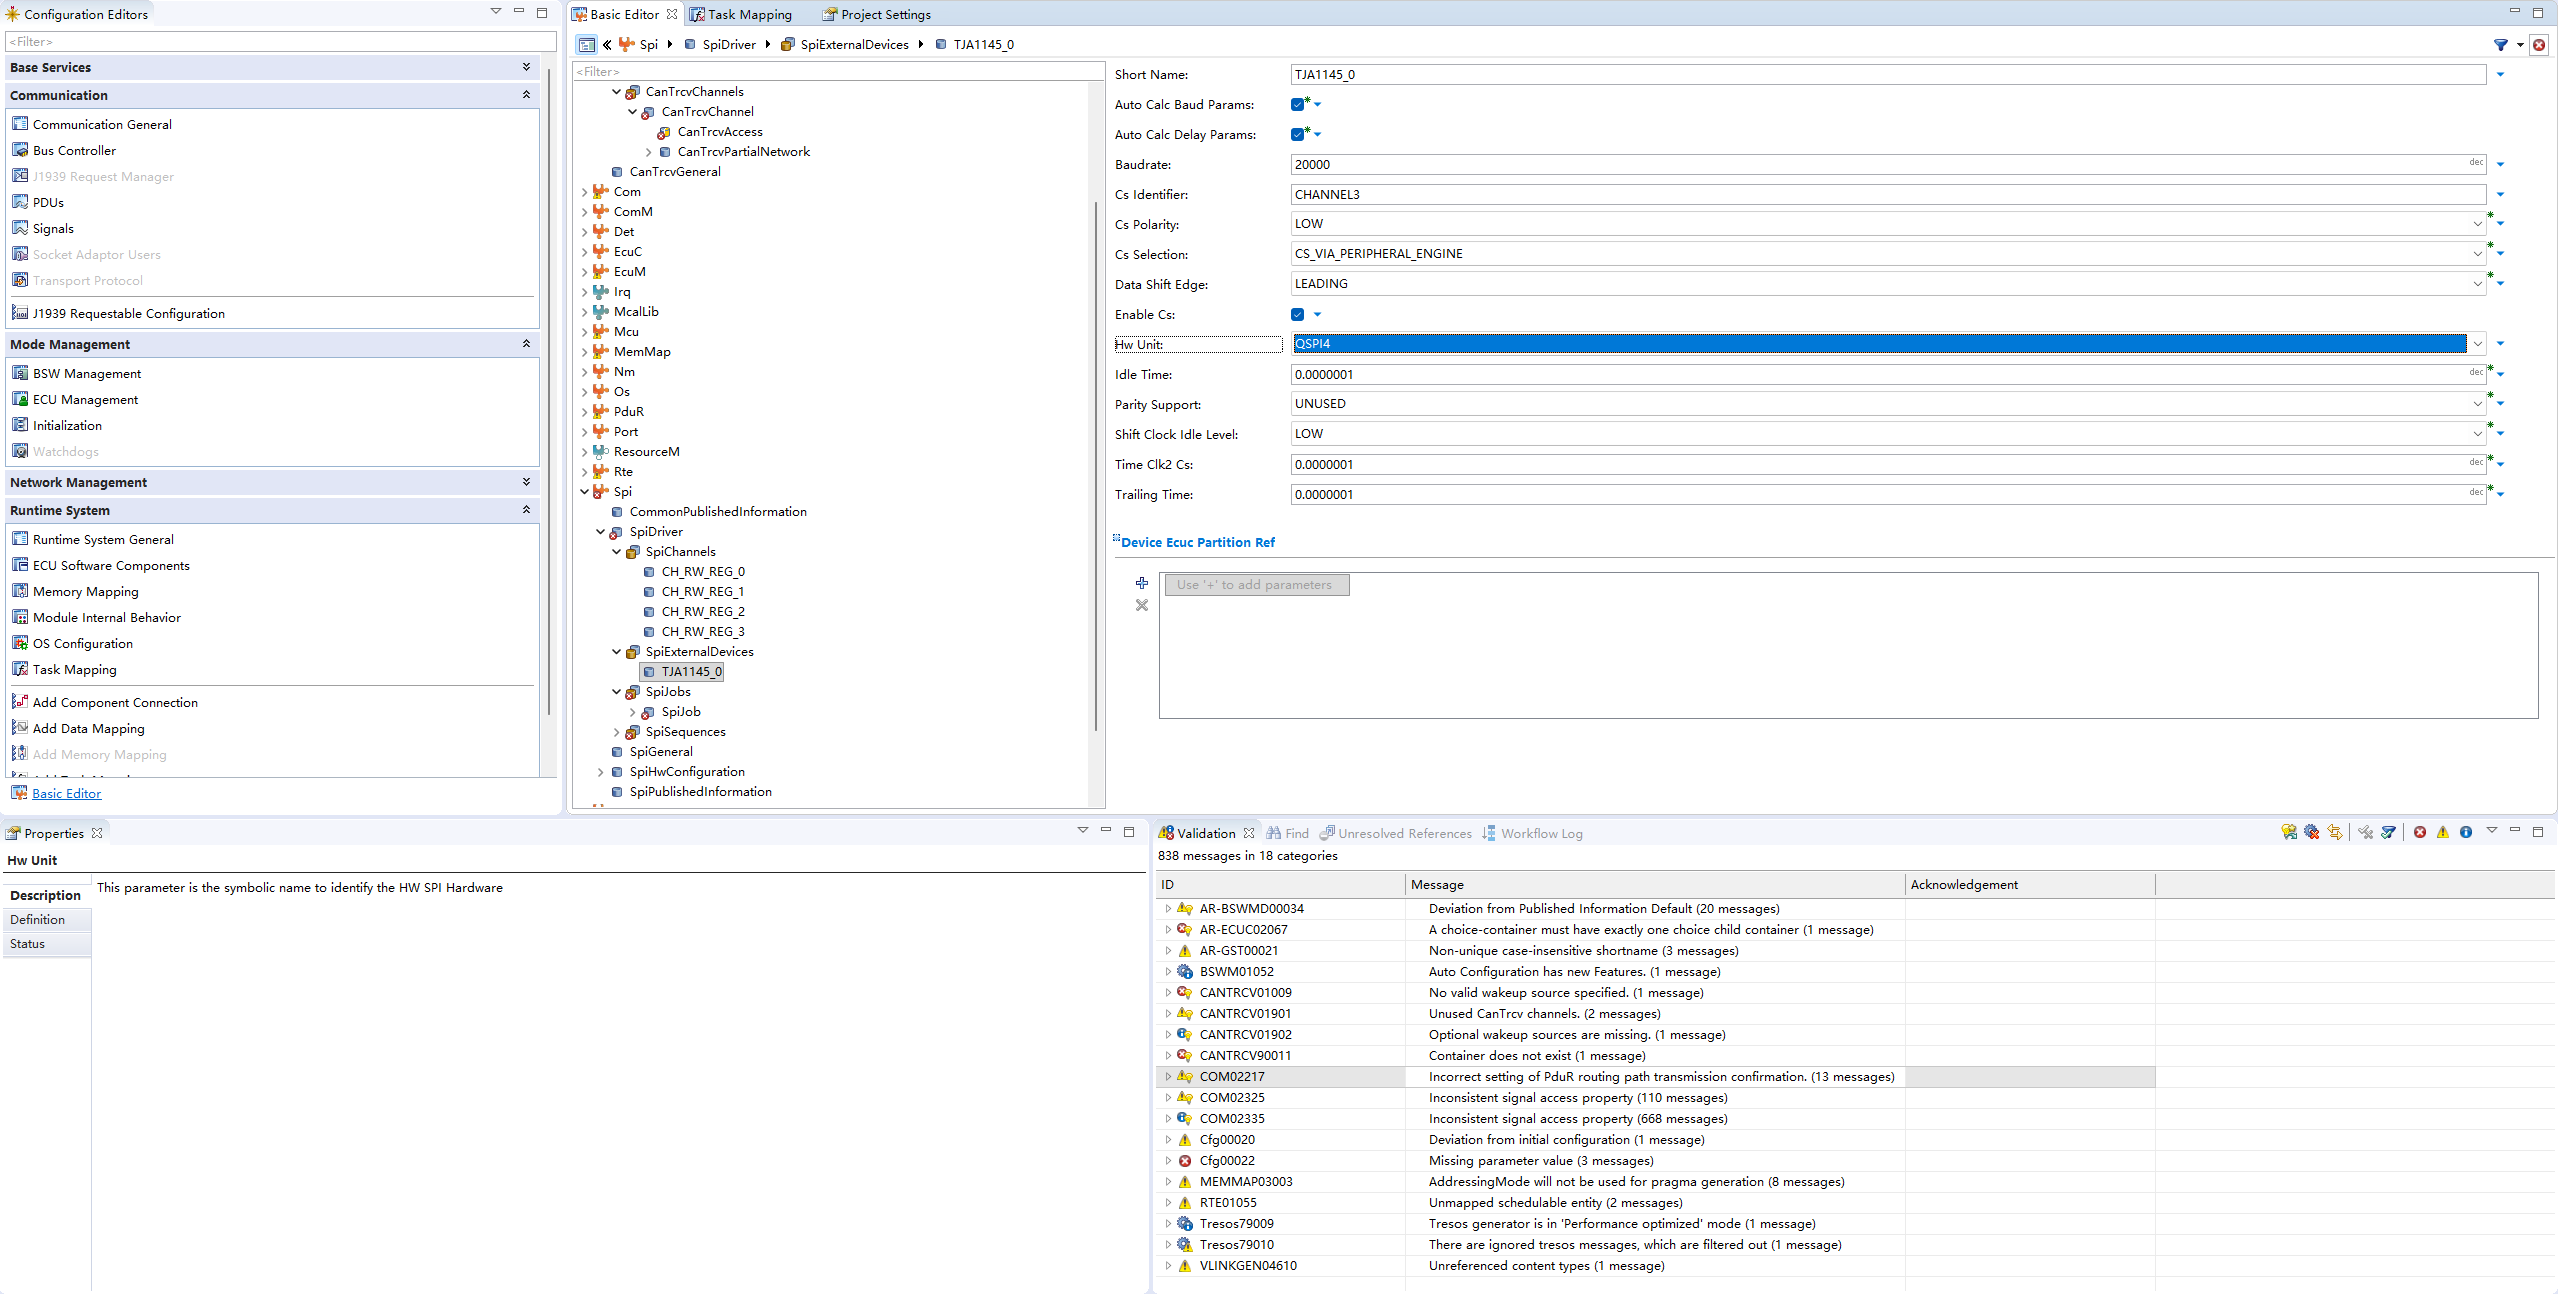 Configuration Editors
<Filter>
Base Services
Communication
Communication General
Bus Controller
J1939 Request Manager
PDUs
Signals
Socket Adaptor Users
Transport Protocol
J1939 Requestable Configuration
Mode Management
BSW Management
ECU Management
Initialization
Watchdogs
Network Management
Runtime System
Runtime System General
ECU Software Components
Memory Mapping
Module Internal Behavior
OS Configuration
Task Mapping
Add Component Connection
Add Data Mapping
Add Memory Mapping
Basic Editor
Basic Editor Task Mapping Project Settings
Spi SpiDriver SpiExternalDevices TJA1145_0
<Filter>
CanTrcvChannels
CanTrcvChannel
CanTrcvAccess
CanTrcvPartialNetwork
CanTrcvGeneral
Com
ComM
Det
EcuC
EcuM
Irq
McalLib
Mcu
MemMap
Nm
Os
PduR
Port
ResourceM
Rte
Spi
CommonPublishedInformation
SpiDriver
SpiChannels
CH_RW_REG_0
CH_RW_REG_1
CH_RW_REG_2
CH_RW_REG_3
SpiExternalDevices
TJA1145_0
SpiJobs
SpiJob
SpiSequences
SpiGeneral
SpiHwConfiguration
SpiPublishedInformation
Short Name: TJA1145_0
Auto Calc Baud Params:
Auto Calc Delay Params:
Baudrate: 20000 dec
Cs Identifier: CHANNEL3
Cs Polarity: LOW
Cs Selection: CS_VIA_PERIPHERAL_ENGINE
Data Shift Edge: LEADING
Enable Cs:
Hw Unit: QSPI4
Idle Time: 0.0000001 dec
Parity Support: UNUSED
Shift Clock Idle Level: LOW
Time Clk2 Cs: 0.0000001 dec
Trailing Time: 0.0000001 dec
Device Ecuc Partition Ref
Use '+' to add parameters
Properties
Hw Unit
Description
Definition
Status
This parameter is the symbolic name to identify the HW SPI Hardware
Validation Find Unresolved References Workflow Log
838 messages in 18 categories
ID Message Acknowledgement
AR-BSWMD00034 Deviation from Published Information Default (20 messages)
AR-ECUC02067 A choice-container must have exactly one choice child container (1 message)
AR-GST00021 Non-unique case-insensitive shortname (3 messages)
BSWM01052 Auto Configuration has new Features. (1 message)
CANTRCV01009 No valid wakeup source specified. (1 message)
CANTRCV01901 Unused CanTrcv channels. (2 messages)
CANTRCV01902 Optional wakeup sources are missing. (1 message)
CANTRCV90011 Container does not exist (1 message)
COM02217 Incorrect setting of PduR routing path transmission confirmation. (13 messages)
COM02325 Inconsistent signal access property (110 messages)
COM02335 Inconsistent signal access property (668 messages)
Cfg00020 Deviation from initial configuration (1 message)
Cfg00022 Missing parameter value (3 messages)
MEMMAP03003 AddressingMode will not be used for pragma generation (8 messages)
RTE01055 Unmapped schedulable entity (2 messages)
Tresos79009 Tresos generator is in 'Performance optimized' mode (1 message)
Tresos79010 There are ignored tresos messages, which are filtered out (1 message)
VLINKGEN04610 Unreferenced content types (1 message)